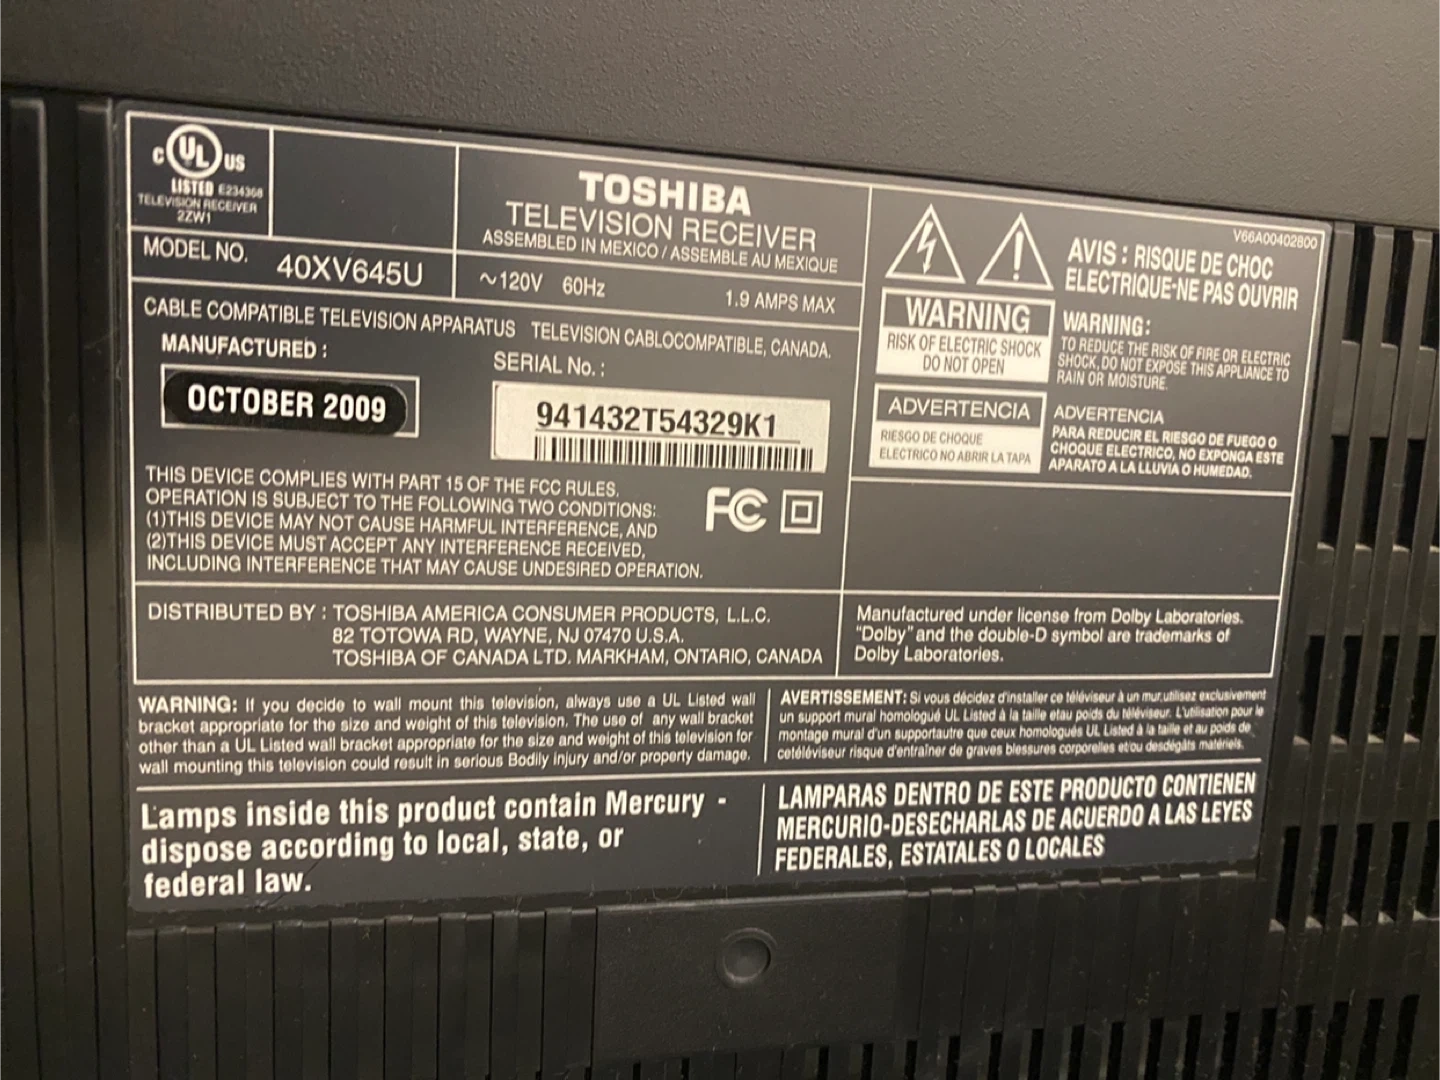 C UL US
LISTED E234368
TELEVISION RECEIVER
2ZW1
TOSHIBA
TELEVISION RECEIVER
ASSEMBLED IN MEXICO / ASSEMBLE AU MEXIQUE
MODEL NO. 40XV645U
~120V 60Hz 1.9 AMPS MAX
CABLE COMPATIBLE TELEVISION APPARATUS TELEVISION CABLOCOMPATIBLE, CANADA.
MANUFACTURED :
OCTOBER 2009
SERIAL No. :
941432T54329K1
THIS DEVICE COMPLIES WITH PART 15 OF THE FCC RULES.
OPERATION IS SUBJECT TO THE FOLLOWING TWO CONDITIONS:
(1)THIS DEVICE MAY NOT CAUSE HARMFUL INTERFERENCE, AND
(2)THIS DEVICE MUST ACCEPT ANY INTERFERENCE RECEIVED,
INCLUDING INTERFERENCE THAT MAY CAUSE UNDESIRED OPERATION.
FC
V66A00402800
AVIS : RISQUE DE CHOC
ELECTRIQUE-NE PAS OUVRIR
WARNING
RISK OF ELECTRIC SHOCK
DO NOT OPEN
WARNING:
TO REDUCE THE RISK OF FIRE OR ELECTRIC
SHOCK, DO NOT EXPOSE THIS APPLIANCE TO
RAIN OR MOISTURE.
ADVERTENCIA
RIESGO DE CHOQUE
ELECTRICO NO ABRIR LA TAPA
ADVERTENCIA
PARA REDUCIR EL RIESGO DE FUEGO O
CHOQUE ELECTRICO, NO EXPONGA ESTE
APARATO A LA LLUVIA O HUMEDAD.
DISTRIBUTED BY : TOSHIBA AMERICA CONSUMER PRODUCTS, L.L.C.
82 TOTOWA RD, WAYNE, NJ 07470 U.S.A.
TOSHIBA OF CANADA LTD. MARKHAM, ONTARIO, CANADA
Manufactured under license from Dolby Laboratories.
"Dolby" and the double-D symbol are trademarks of
Dolby Laboratories.
WARNING: If you decide to wall mount this television, always use a UL Listed wall
bracket appropriate for the size and weight of this television. The use of any wall bracket
other than a UL Listed wall bracket appropriate for the size and weight of this television for
wall mounting this television could result in serious Bodily injury and/or property damage.
AVERTISSEMENT: Si vous décidez d'installer ce téléviseur à un mur,utilisez exclusivement
un support mural homologué UL Listed à la taille etau poids du téléviseur. L'utilisation pour le
montage mural d'un supportautre que ceux homologués UL Listed à la taille et au poids de
cetéléviseur risque d'entraîner de graves blessures corporelles et/ou desdégâts matériels.
Lamps inside this product contain Mercury -
dispose according to local, state, or
federal law.
LAMPARAS DENTRO DE ESTE PRODUCTO CONTIENEN
MERCURIO-DESECHARLAS DE ACUERDO A LAS LEYES
FEDERALES, ESTATALES O LOCALES